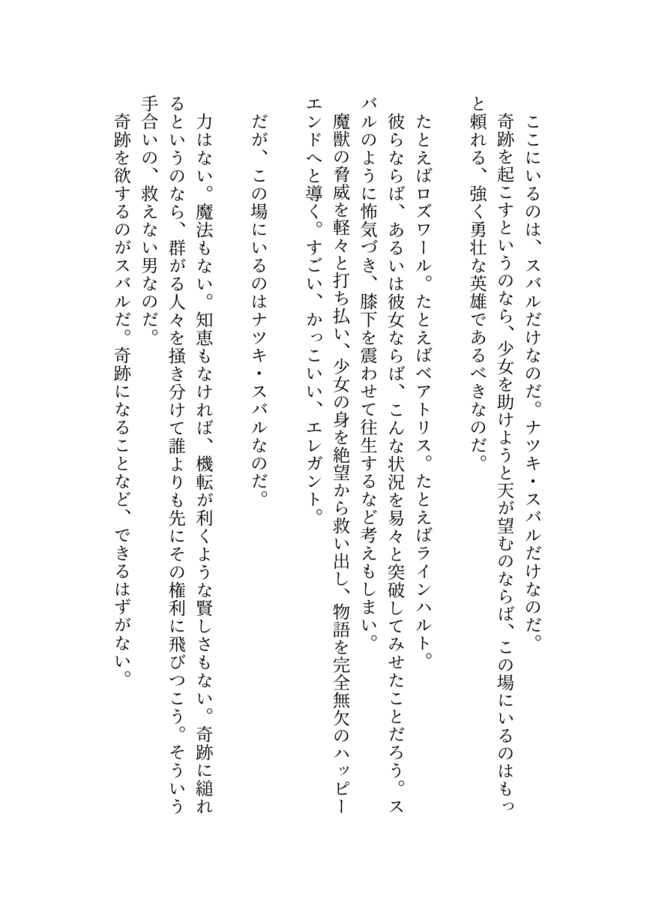 ここにいるのは、スバルだけなのだ。ナツキ・スバルだけなのだ。
奇跡を起こすというのなら、少女を助けようと天が望むのならば、この場にいるのはもっ
と頼れる、強く勇壮な英雄であるべきなのだ。
たとえばロズワール。たとえばベアトリス。たとえばラインハルト。
彼らならば、あるいは彼女ならば、こんな状況を易々と突破してみせたことだろう。ス
バルのように怖気づき、膝下を震わせて往生するなど考えもしまい。
魔獣の脅威を軽々と打ち払い、少女の身を絶望から救い出し、物語を完全無欠のハッピー
エンドへと導く。すごい、かっこいい、エレガント。
だが、この場にいるのはナツキ・スバルなのだ。
力はない。魔法もない。知恵もなければ、機転が利くような賢しさもない。奇跡に縋れ
るというのなら、群がる人々を掻き分けて誰よりも先にその権利に飛びつこう。そういう
手合いの、救えない男なのだ。
奇跡を欲するのがスバルだ。奇跡になることなど、できるはずがない。